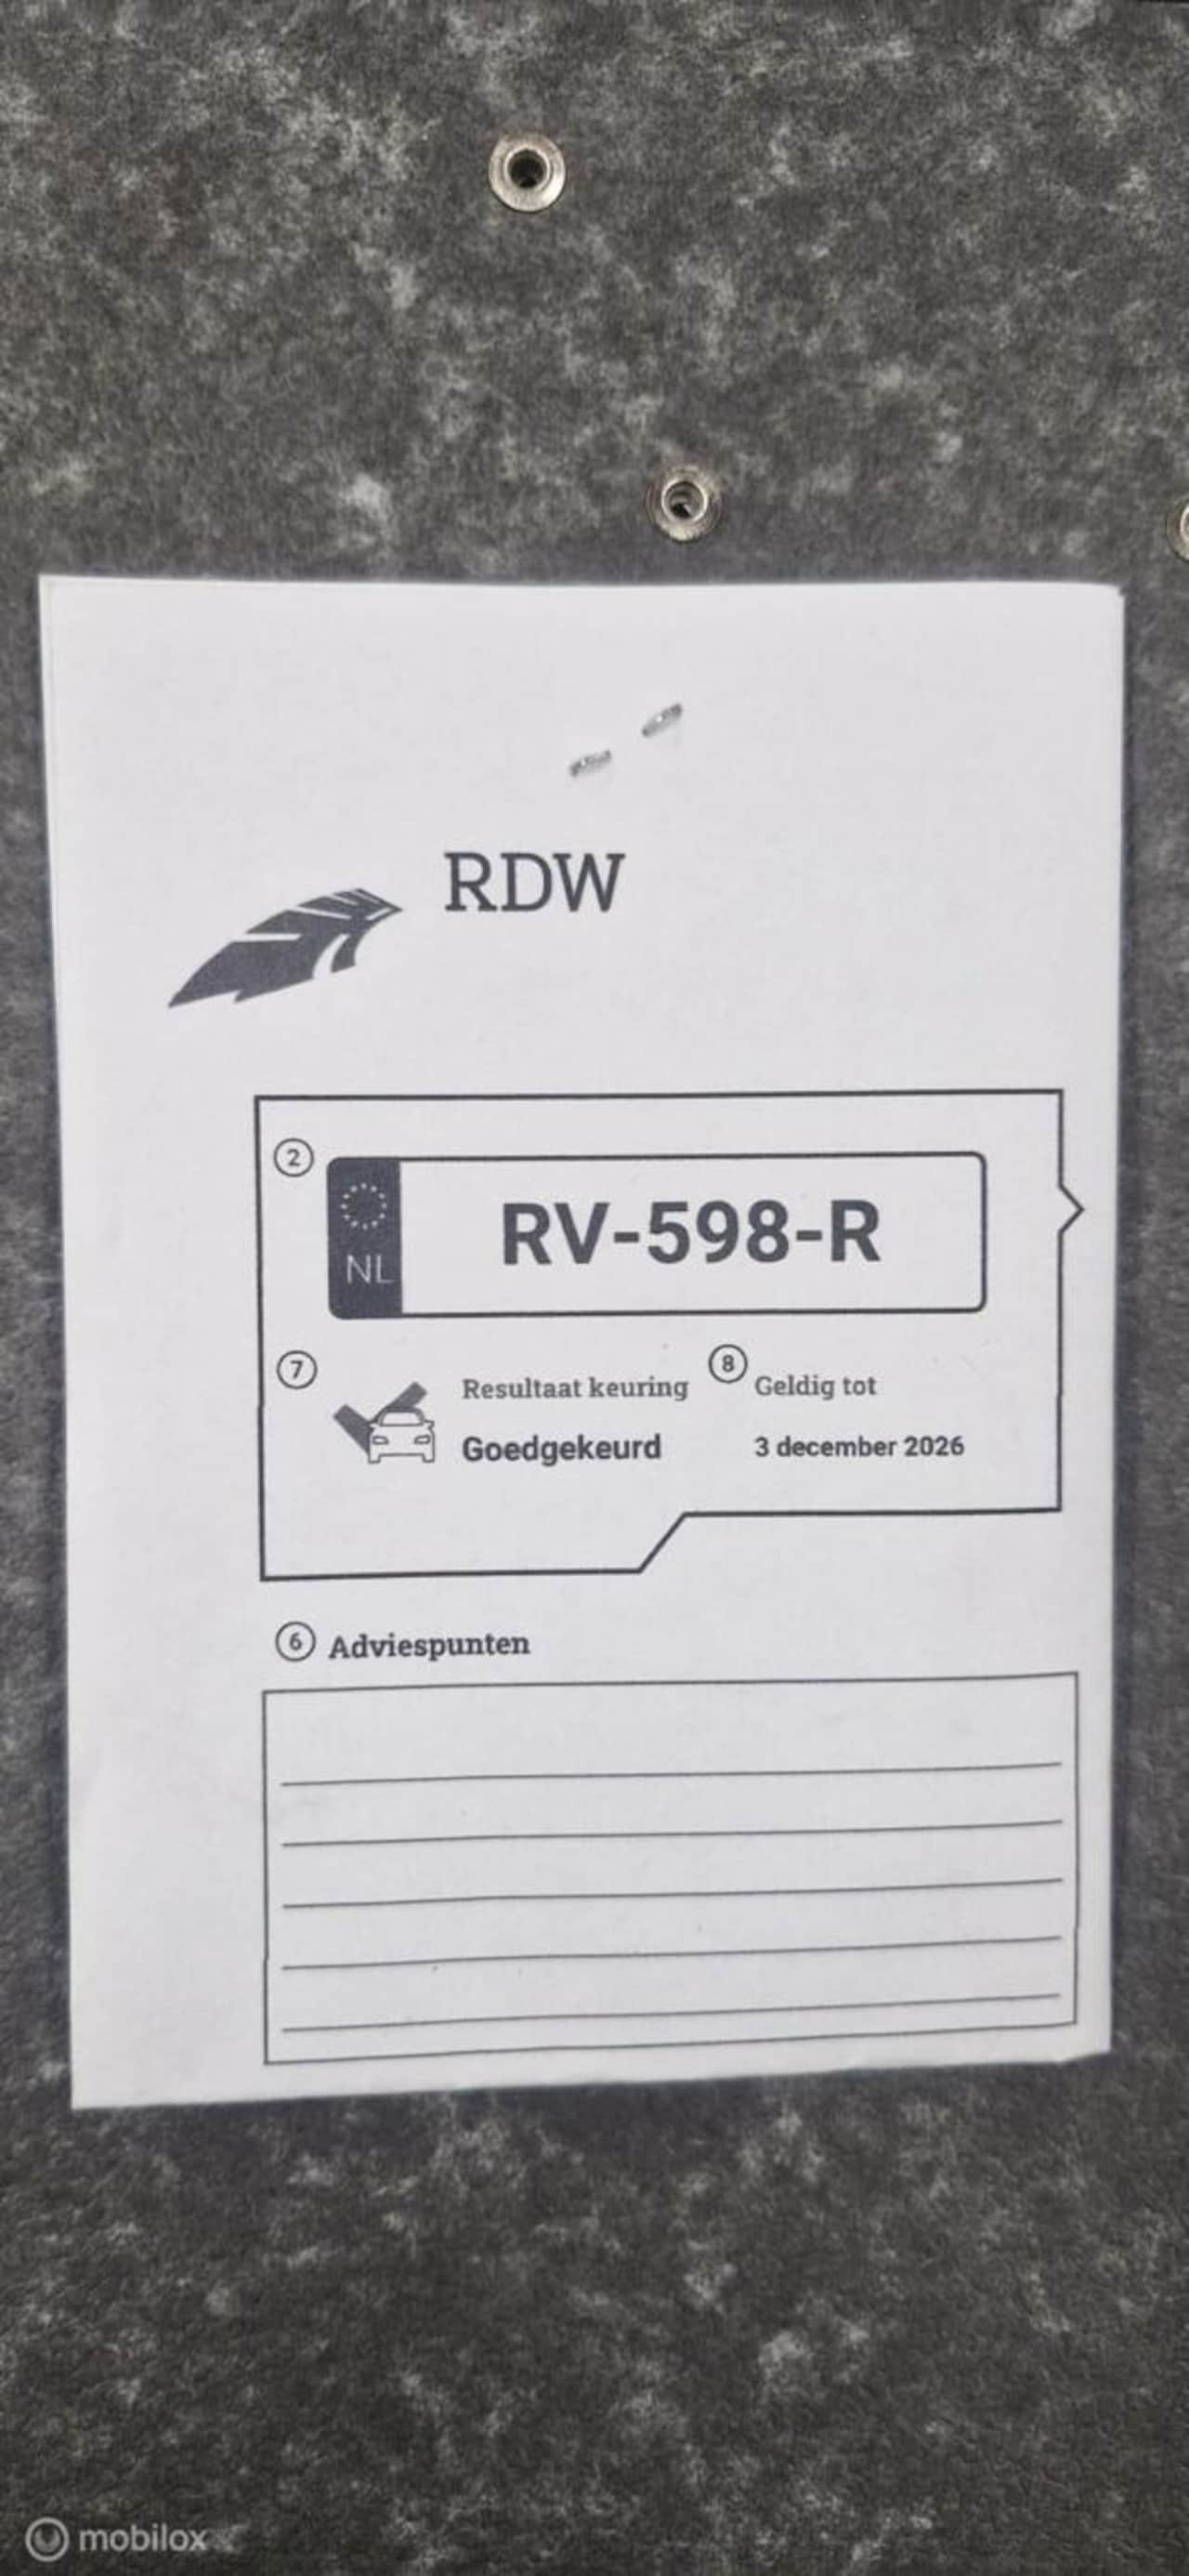 RDW
2
NL
RV-598-R
7
Resultaat keuring
8
Geldig tot
Goedgekeurd
3 december 2026
6 Adviespunten
mobilox